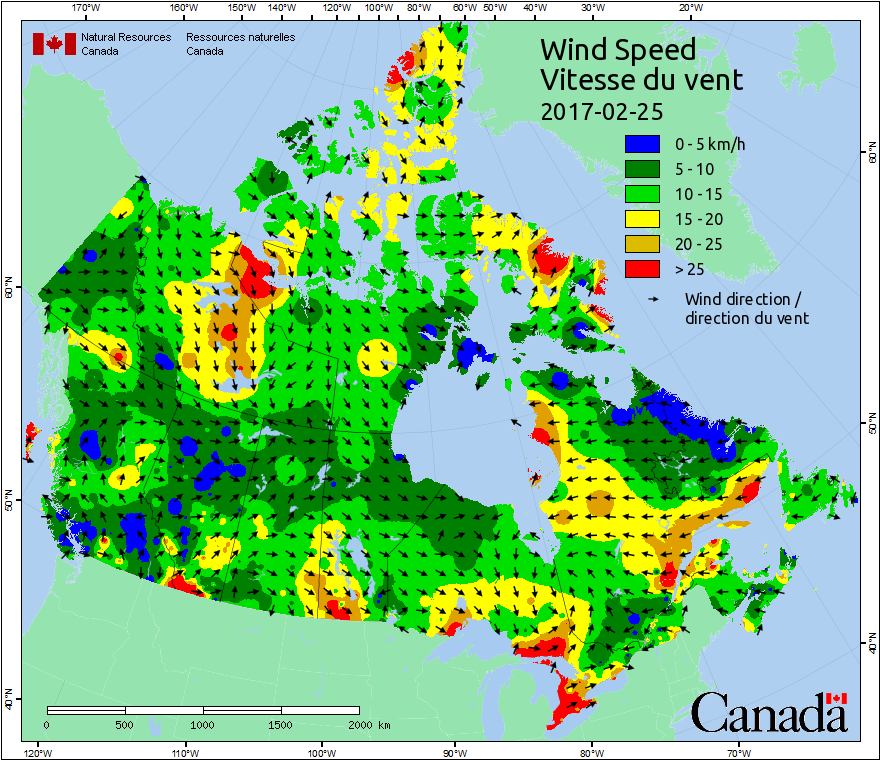 170°W 160°W 150°W 140°W 120°W 110°W 100°W 80°W 60°W 50°W 40°W 30°W 20°W
Natural Resources Canada
Ressources naturelles Canada
Wind Speed
Vitesse du vent
2017-02-25
0 - 5 km/h
5 - 10
10 - 15
15 - 20
20 - 25
> 25
Wind direction /
direction du vent
60°N
50°N
40°N
60°N
50°N
40°N
0 500 1000 1500 2000 km
Canada
120°W 110°W 100°W 90°W 80°W 70°W